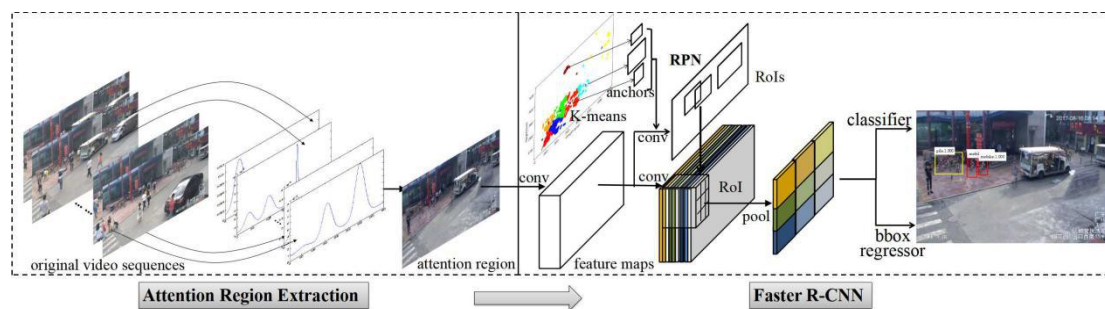 original video sequences
attention region
K-means
anchors
RPN
RoIs
conv
conv
conv
feature maps
RoI
pool
classifier
bbox
regressor
Attention Region Extraction
Faster R-CNN